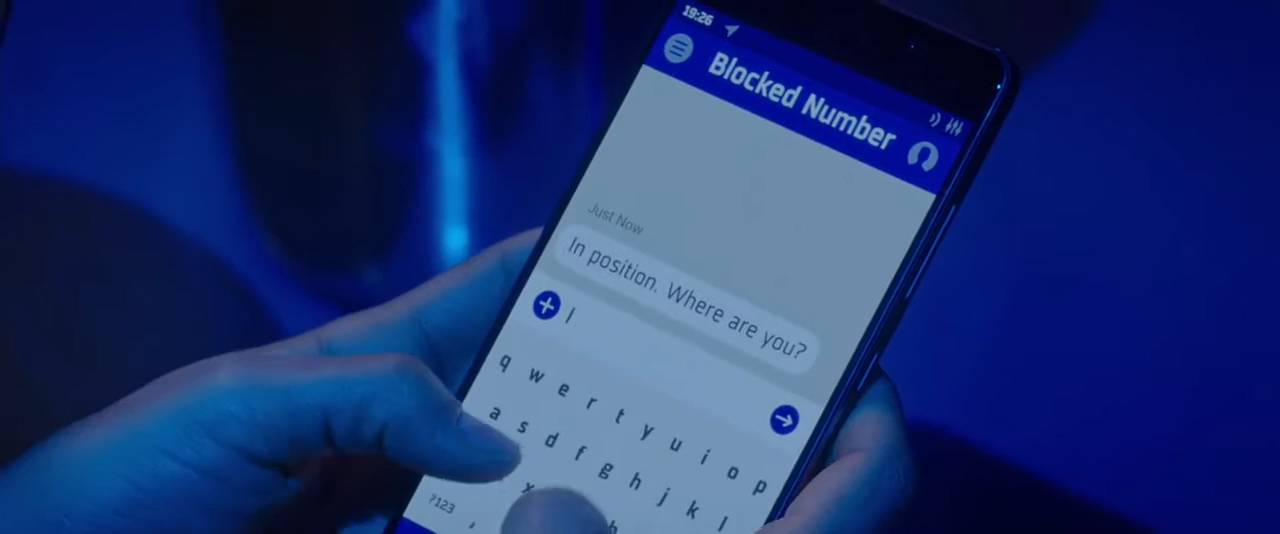 19:26
Blocked Number
Just Now
In position. Where are you?
q w e r t y u i o p
a s d f g h j k l
x b
?123 ,